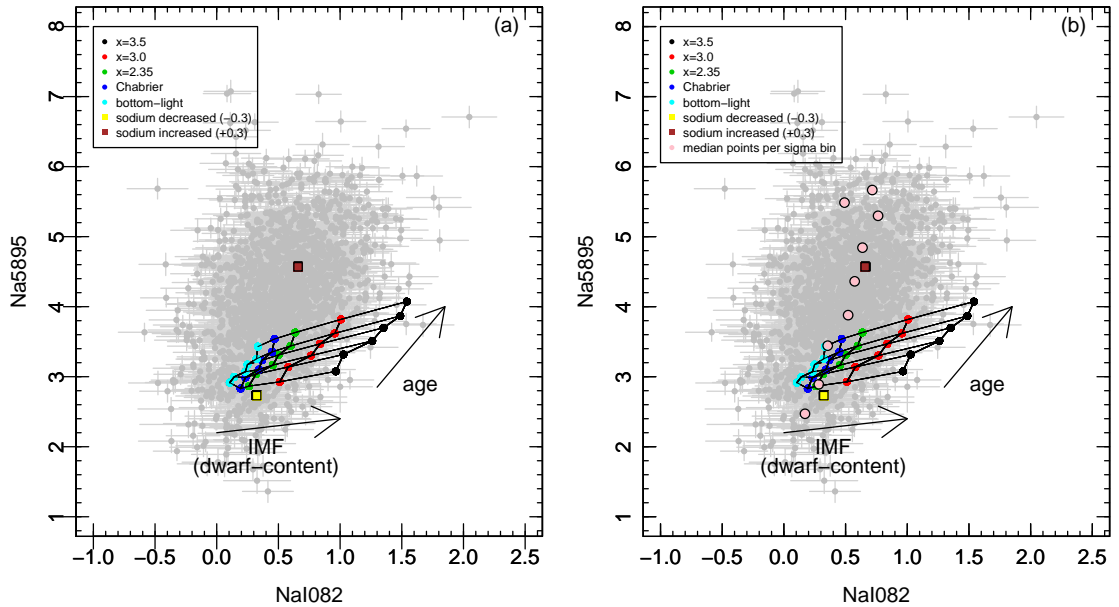 (a)
x=3.5
x=3.0
x=2.35
Chabrier
bottom−light
sodium decreased (−0.3)
sodium increased (+0.3)
8
7
6
5
4
3
2
1
Na5895
age
IMF
(dwarf−content)
−1.0 −0.5 0.0 0.5 1.0 1.5 2.0 2.5
NaI082
(b)
x=3.5
x=3.0
x=2.35
Chabrier
bottom−light
sodium decreased (−0.3)
sodium increased (+0.3)
median points per sigma bin
8
7
6
5
4
3
2
1
Na5895
age
IMF
(dwarf−content)
−1.0 −0.5 0.0 0.5 1.0 1.5 2.0 2.5
NaI082